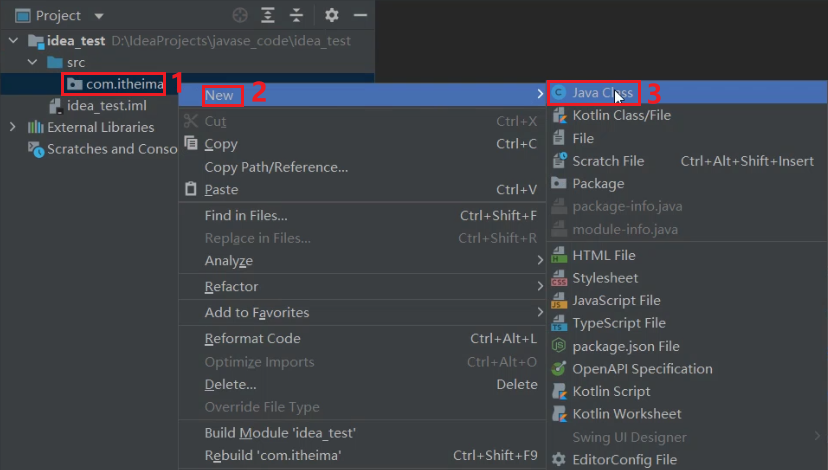 Project
idea_test D:\IdeaProjects\javase_code\idea_test
src
com.itheima 1
idea_test.iml
External Libraries
Scratches and Conso
New 2
Cut Ctrl+X
Copy Ctrl+C
Copy Path/Reference...
Paste Ctrl+V
Find in Files... Ctrl+Shift+F
Replace in Files... Ctrl+Shift+R
Analyze
Refactor
Add to Favorites
Reformat Code Ctrl+Alt+L
Optimize Imports Ctrl+Alt+O
Delete... Delete
Override File Type
Build Module 'idea_test'
Rebuild 'com.itheima' Ctrl+Shift+F9
Java Class 3
Kotlin Class/File
File
Scratch File Ctrl+Alt+Shift+Insert
Package
package-info.java
module-info.java
HTML File
Stylesheet
JavaScript File
TypeScript File
package.json File
OpenAPI Specification
Kotlin Script
Kotlin Worksheet
Swing UI Designer
EditorConfig File